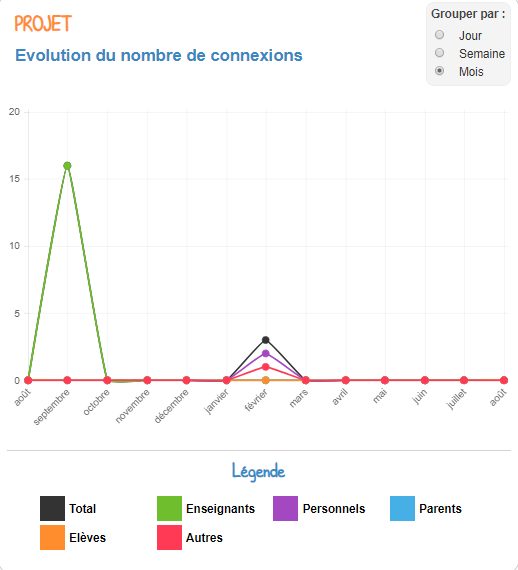 PROJET
Evolution du nombre de connexions
Grouper par :
Jour
Semaine
Mois
20
15
10
5
0
août
septembre
octobre
novembre
décembre
janvier
février
mars
avril
mai
juin
juillet
août
Légende
Total
Enseignants
Personnels
Parents
Elèves
Autres